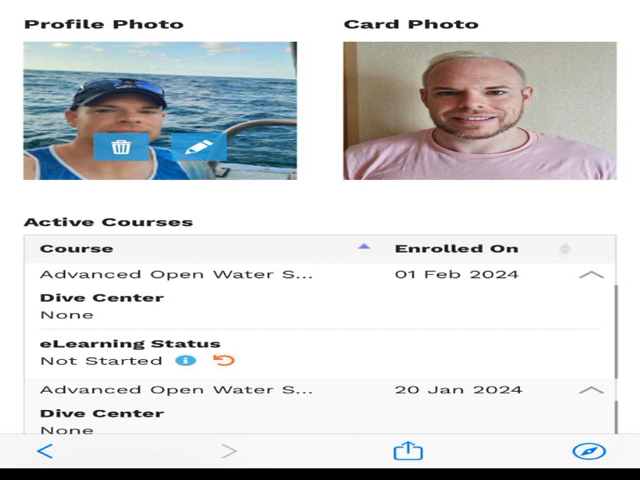 Profile Photo
Card Photo
Active Courses
Course Enrolled On
Advanced Open Water S... 01 Feb 2024
Dive Center
None
eLearning Status
Not Started
Advanced Open Water S... 20 Jan 2024
Dive Center
None